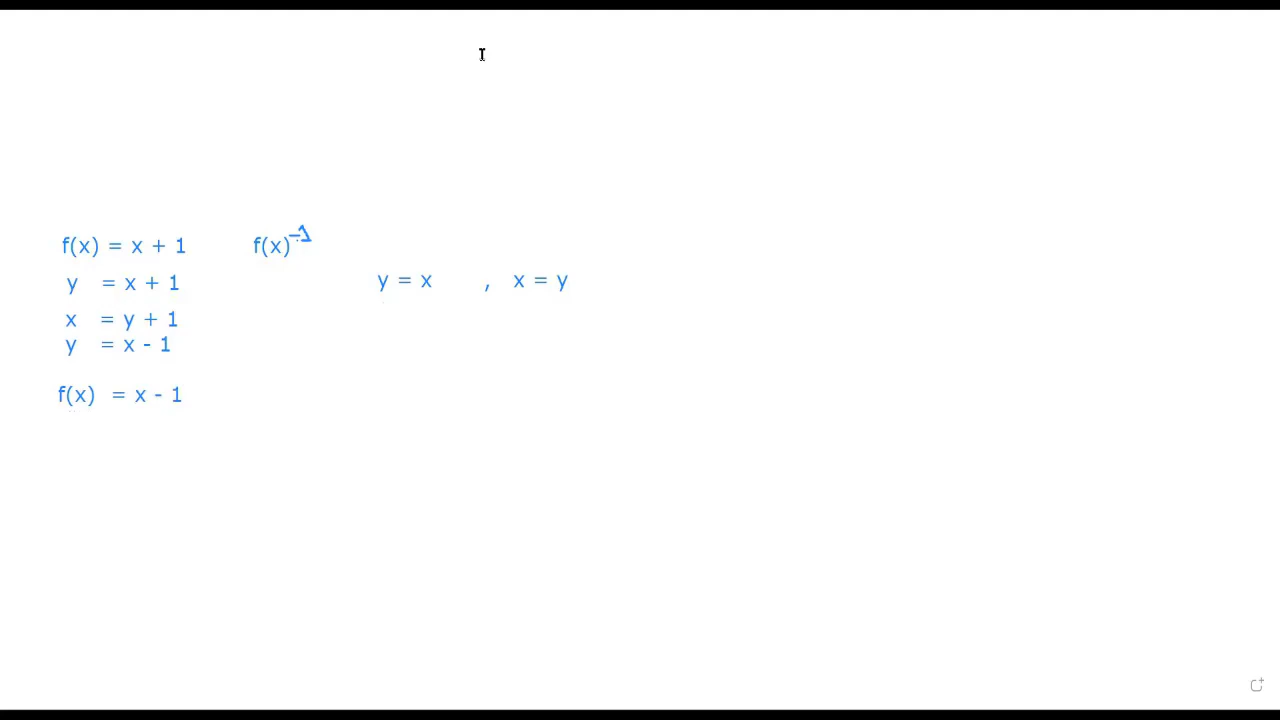 f(x) = x + 1 f(x)⁻¹
y = x + 1 y = x , x = y
x = y + 1
y = x - 1
f(x) = x - 1